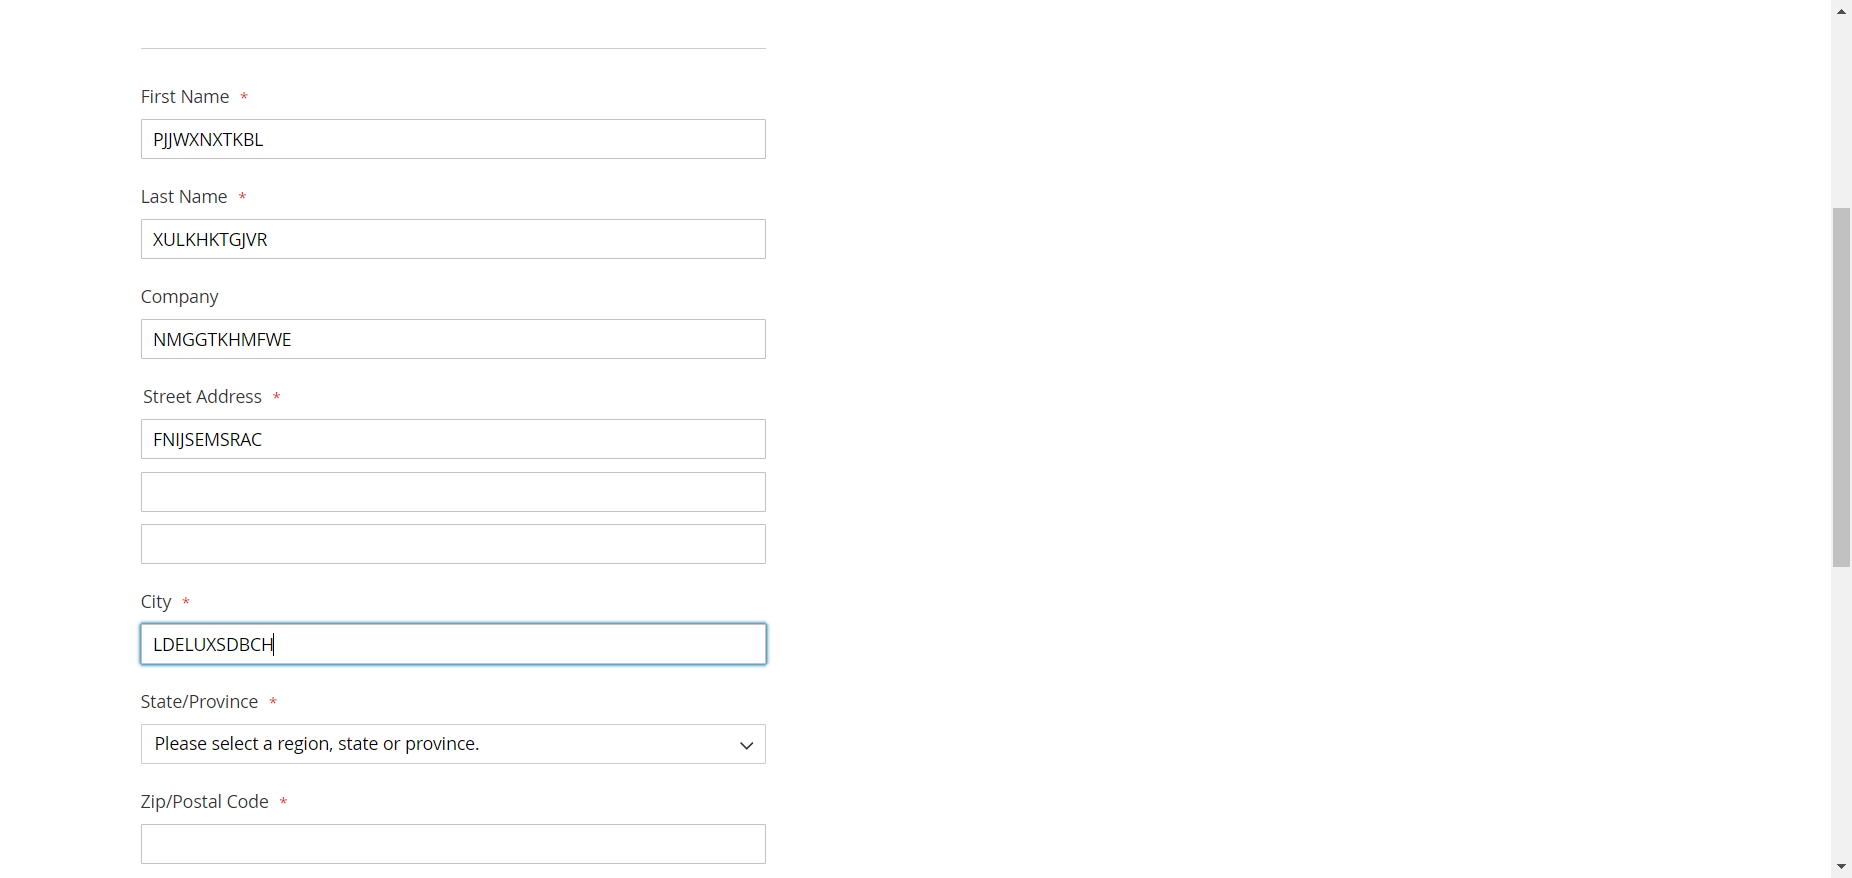 First Name *
PJJWXNXTKBL
Last Name *
XULKHKTGJVR
Company
NMGGTKHMFWE
Street Address *
FNIJSEMSRAC
City *
LDELUXSDBCH
State/Province *
Please select a region, state or province.
Zip/Postal Code *